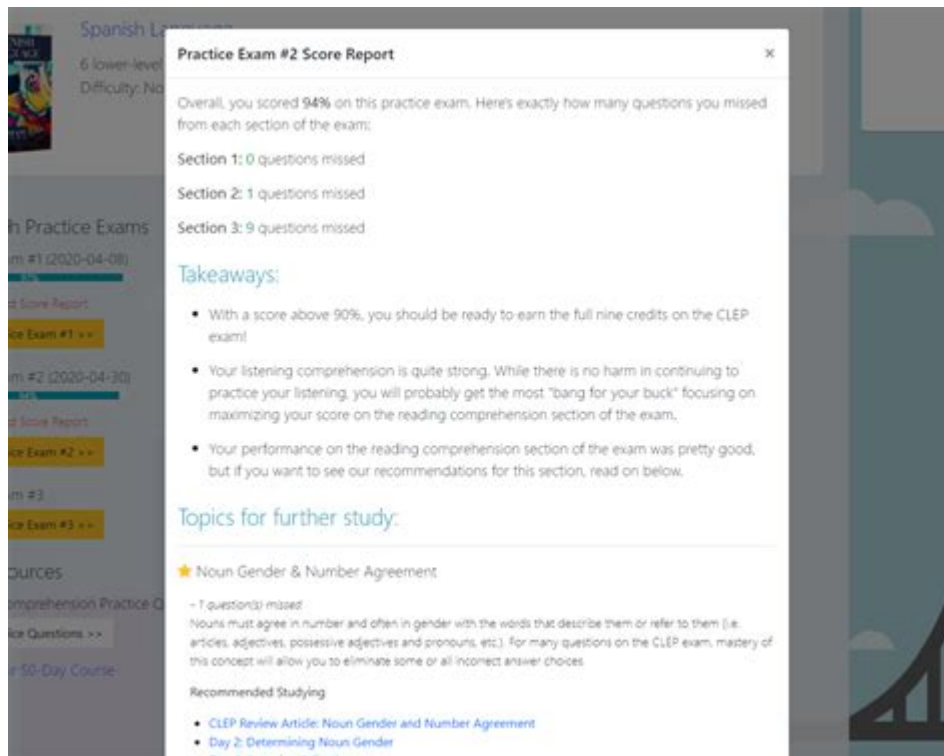 Spanish Language
6 lower-level
Difficulty: No
Practice Exam #2 Score Report
×
Overall, you scored 94% on this practice exam. Here's exactly how many questions you missed
from each section of the exam:
Section 1: 0 questions missed
Section 2: 1 questions missed
Section 3: 9 questions missed
Takeaways:
• With a score above 90%, you should be ready to earn the full nine credits on the CLEP
exam!
• Your listening comprehension is quite strong. While there is no harm in continuing to
practice your listening, you will probably get the most "bang for your buck" focusing on
maximizing your score on the reading comprehension section of the exam.
• Your performance on the reading comprehension section of the exam was pretty good,
but if you want to see our recommendations for this section, read on below.
Topics for further study:
Noun Gender & Number Agreement
- 1 question(s) missed
Nouns must agree in number and often in gender with the words that describe them or refer to them (i.e.
articles, adjectives, possessive adjectives and pronouns, etc.). For many questions on the CLEP exam, mastery of
this concept will allow you to eliminate some or all incorrect answer choices
Recommended Studying
• CLEP Review Article: Noun Gender and Number Agreement
• Day 2: Determining Noun Gender
h Practice Exams
m #1 (2020-04-08)
97%
d Score Report
ce Exam #1 >>
m #2 (2020-04-30)
94%
d Score Report
ce Exam #2 >>
m #3
ce Exam #3 >>
ources
omprehension Practice Q
ice Questions >>
r 50-Day Course